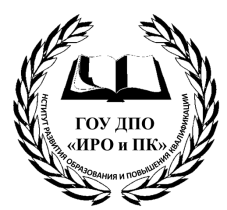 ГОУ ДПО
«ИРО и ПК»
ИНСТИТУТ РАЗВИТИЯ ОБРАЗОВАНИЯ И ПОВЫШЕНИЯ КВАЛИФИКАЦИИ